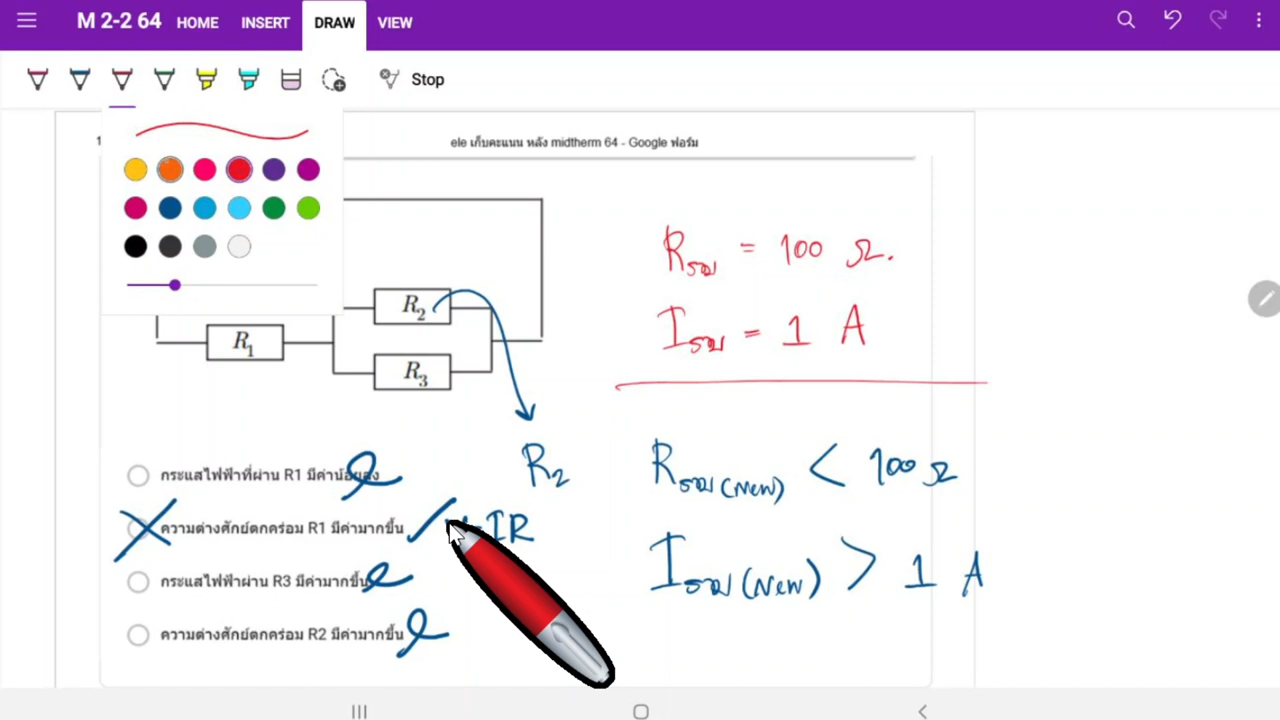 M 2-2 64 HOME INSERT DRAW VIEW
Stop
1
ele เก็บคะแนน หลัง midtherm 64 - Google ฟอร์ม
R1
R2
R3
Rรวม = 100 Ω.
Iรวม = 1 A
R2
Rรวม(New) < 100 Ω
Iรวม(New) > 1 A
กระแสไฟฟ้าที่ผ่าน R1 มีค่าน้อยลง
ความต่างศักย์ตกคร่อม R1 มีค่ามากขึ้น
IR
กระแสไฟฟ้าผ่าน R3 มีค่ามากขึ้น
ความต่างศักย์ตกคร่อม R2 มีค่ามากขึ้น